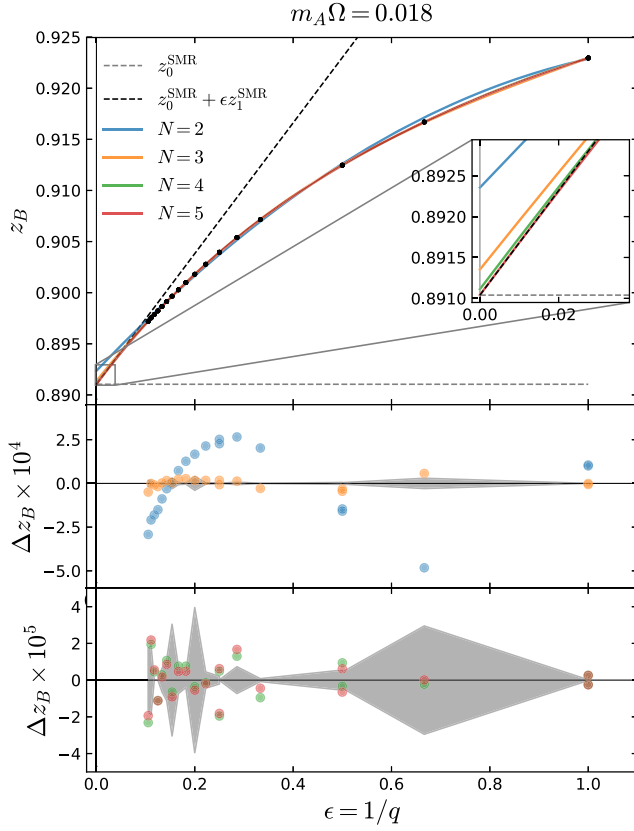 m_AΩ = 0.018
0.925
0.920
0.915
0.910
0.905
0.900
0.895
0.890
z_B
z_0^SMR
z_0^SMR + ϵz_1^SMR
N = 2
N = 3
N = 4
N = 5
0.8925
0.8920
0.8915
0.8910
0.00
0.02
2.5
0.0
−2.5
−5.0
Δz_B × 10^4
4
2
0
−2
−4
Δz_B × 10^5
0.0 0.2 0.4 0.6 0.8 1.0
ϵ = 1/q